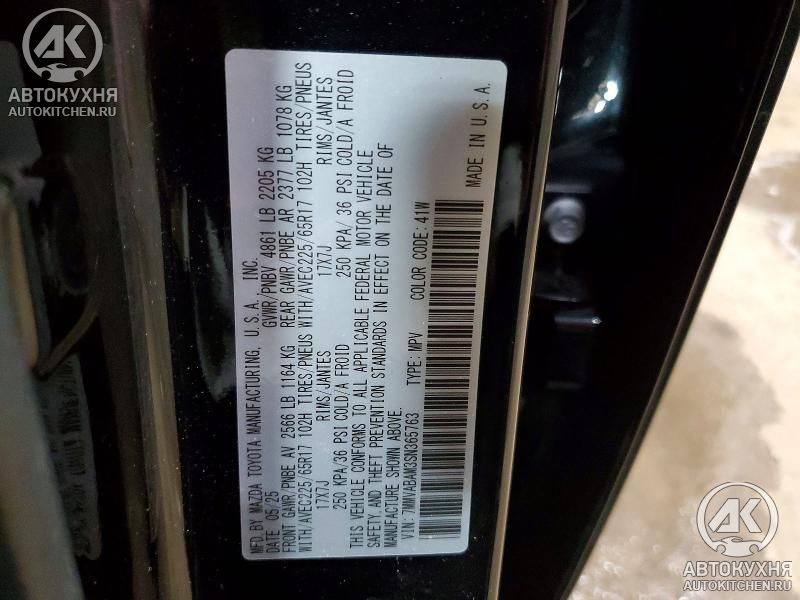 АК
АВТОКУХНЯ
AUTOKITCHEN.RU
MFD.BY MAZDA TOYOTA MANUFACTURING, U.S.A. INC.
DATE 05/25 GVWR/PNBV 4861 LB 2205 KG
FRONT GAWR/PNBE AV 2566 LB 1164 KG REAR GAWR/PNBE AR 2377 LB 1078 KG
WITH/AVEC225/65R17 102H TIRES/PNEUS WITH/AVEC225/65R17 102H TIRES/PNEUS
17X7J RIMS/JANTES 17X7J RIMS/JANTES
250 KPA/ 36 PSI COLD/A FROID 250 KPA/ 36 PSI COLD/A FROID
THIS VEHICLE CONFORMS TO ALL APPLICABLE FEDERAL MOTOR VEHICLE
SAFETY AND THEFT PREVENTION STANDARDS IN EFFECT ON THE DATE OF
MANUFACTURE SHOWN ABOVE.
VIN: 7MMVABAM3SN365763 TYPE: MPV COLOR CODE: 41W
MADE IN U.S.A.
АК
АВТОКУХНЯ
AUTOKITCHEN.RU